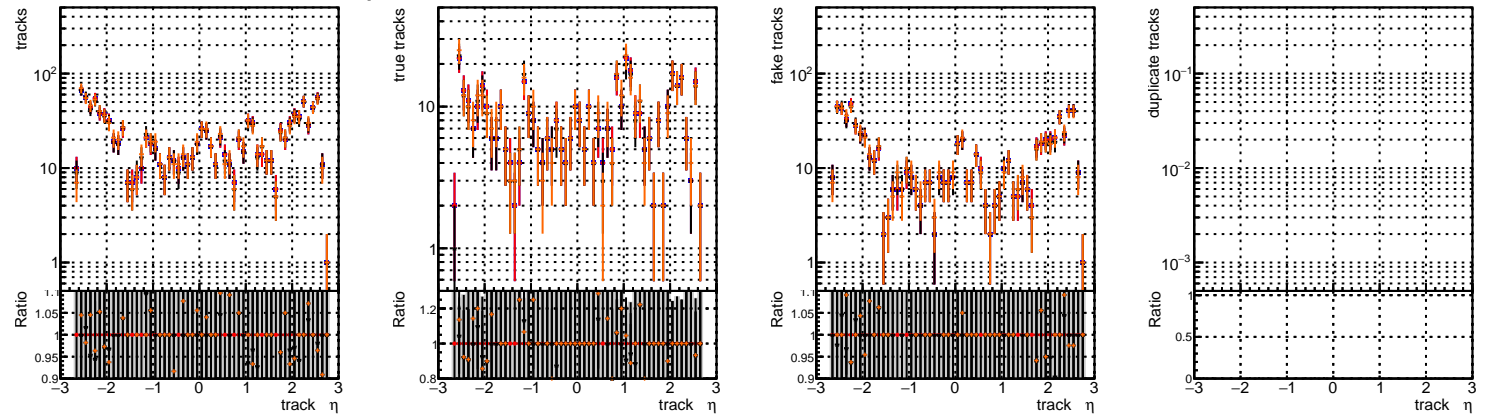 tracks
10²
10
1
Ratio
1.1
1.05
1
0.95
0.9
−3 −2 −1 0 1 2 3
track η
true tracks
10
1
Ratio
1.2
1
0.8
−3 −2 −1 0 1 2 3
track η
fake tracks
10²
10
1
Ratio
1.1
1.05
1
0.95
0.9
−3 −2 −1 0 1 2 3
track η
duplicate tracks
10⁻¹
10⁻²
10⁻³
Ratio
1
0.5
0
−3 −2 −1 0 1 2 3
track η